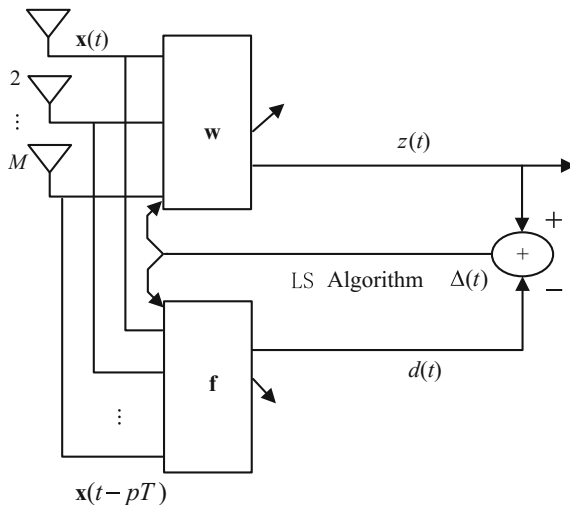 x(t)
2
⋮
M
w
z(t)
+
+
LS Algorithm Δ(t)
−
f
d(t)
⋮
x(t − pT)